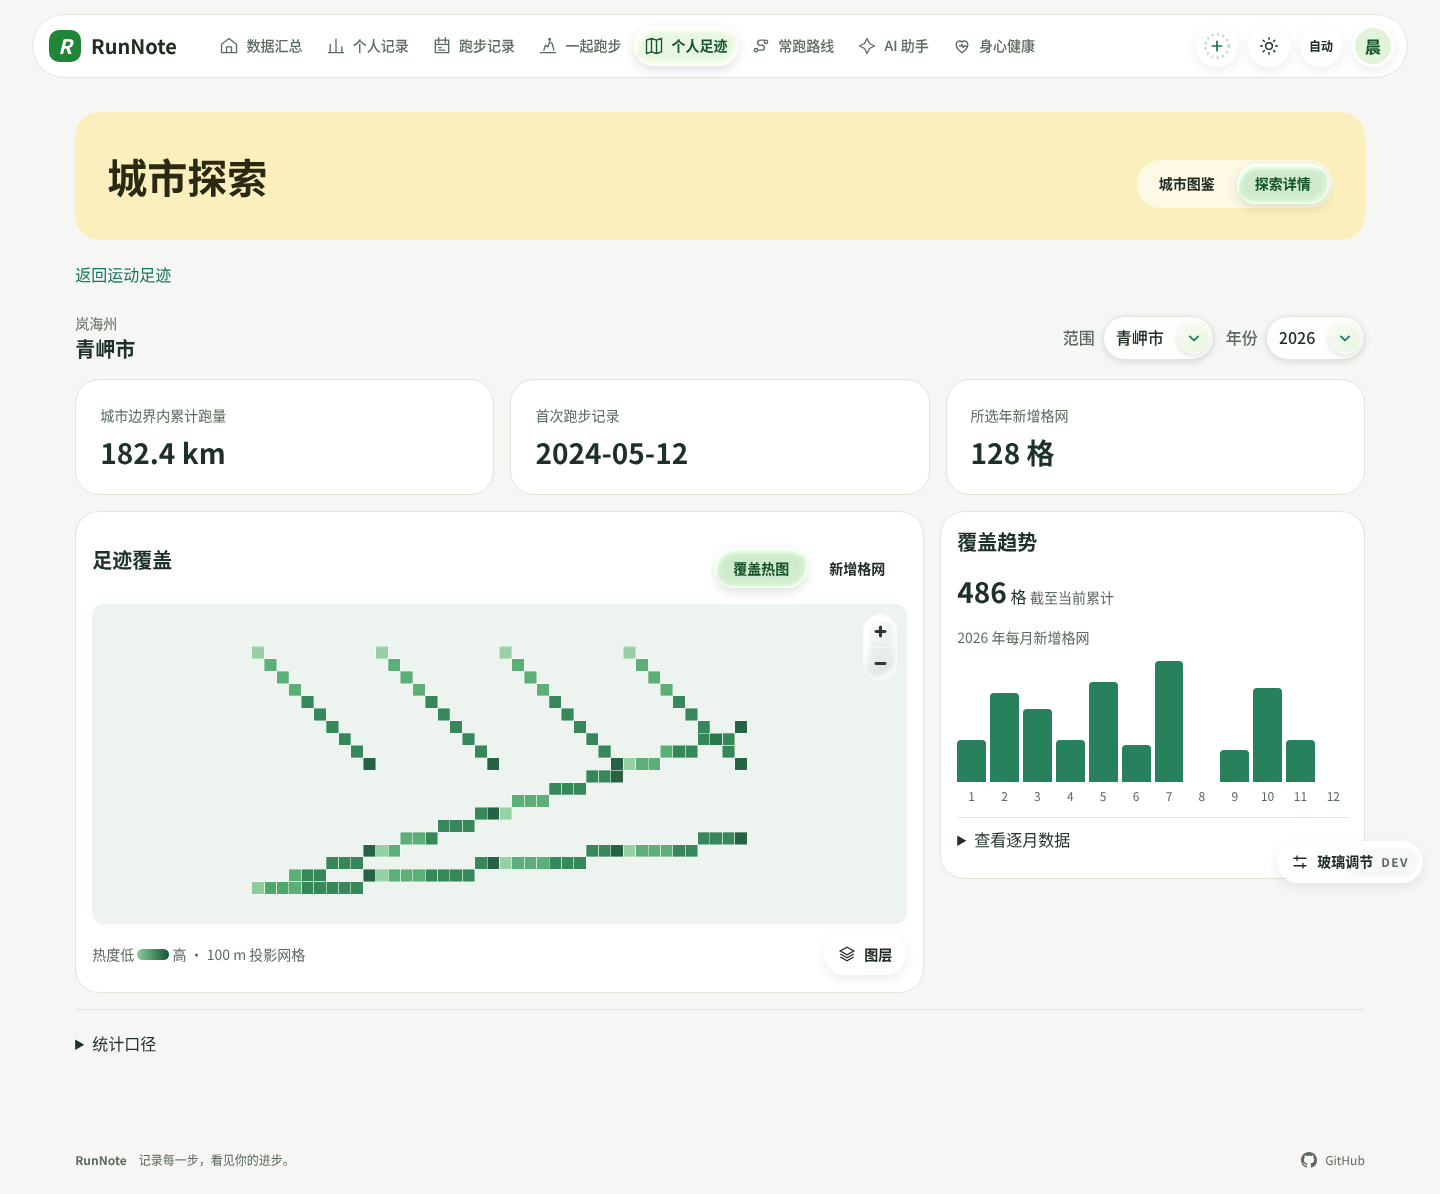 R RunNote 数据汇总 个人记录 跑步记录 一起跑步 个人足迹 常跑路线 AI 助手 身心健康 自动 晨
城市探索
城市图鉴 探索详情
返回运动足迹
岚海州
青岬市
范围 青岬市 年份 2026
城市边界内累计跑量
182.4 km
首次跑步记录
2024-05-12
所选年新增格网
128 格
足迹覆盖
覆盖热图 新增格网
热度低 高 · 100 m 投影网格
图层
覆盖趋势
486 格 截至当前累计
2026 年每月新增格网
1 2 3 4 5 6 7 8 9 10 11 12
查看逐月数据
玻璃调节 DEV
统计口径
RunNote 记录每一步，看见你的进步。
GitHub